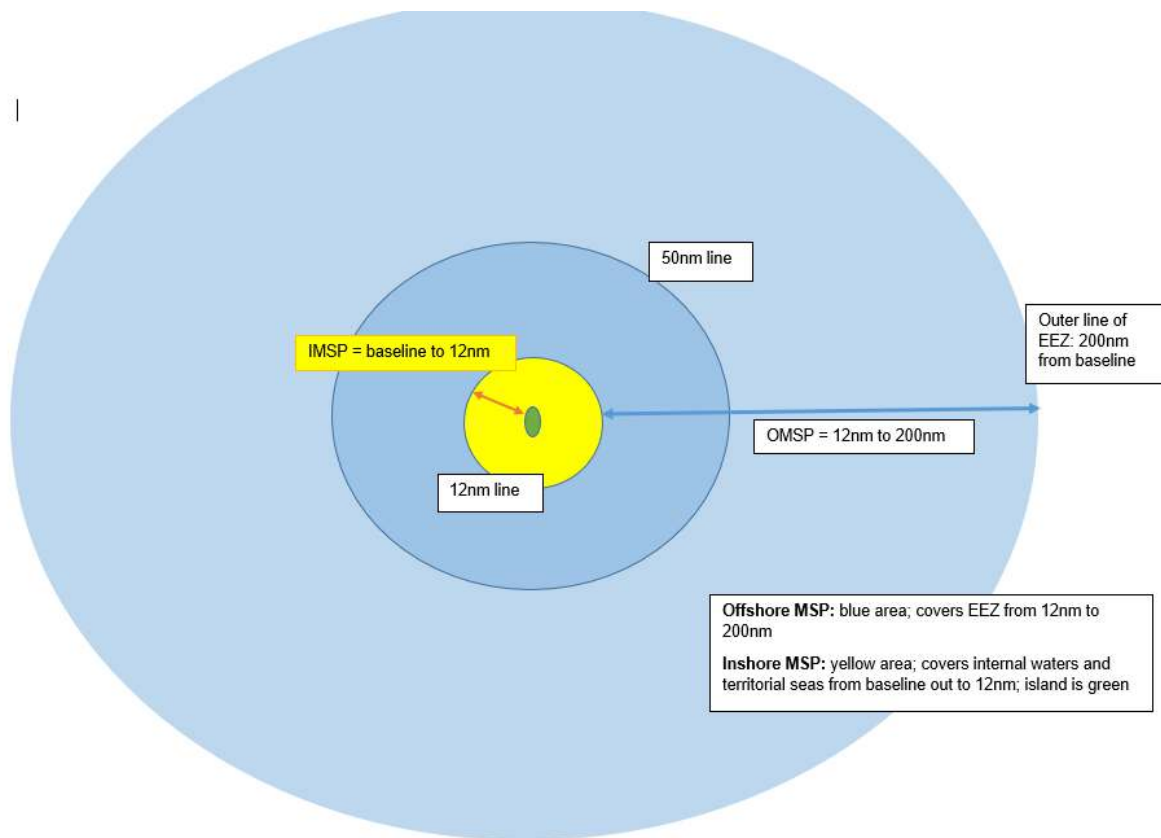 50nm line
Outer line of
EEZ: 200nm
from baseline
IMSP = baseline to 12nm
OMSP = 12nm to 200nm
12nm line
Offshore MSP: blue area; covers EEZ from 12nm to
200nm
Inshore MSP: yellow area; covers internal waters and
territorial seas from baseline out to 12nm; island is green